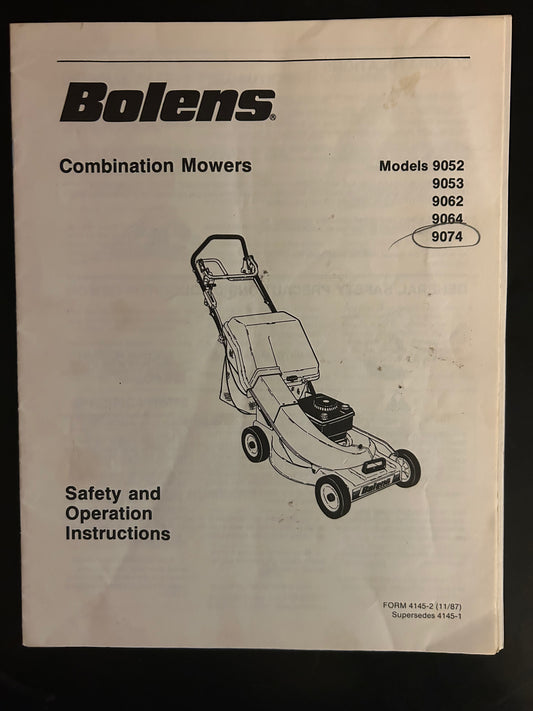 Bolens®
Combination Mowers
Models 9052
9053
9062
9064
9074
Bolens
Safety and
Operation
Instructions
FORM 4145-2 (11/87)
Supersedes 4145-1